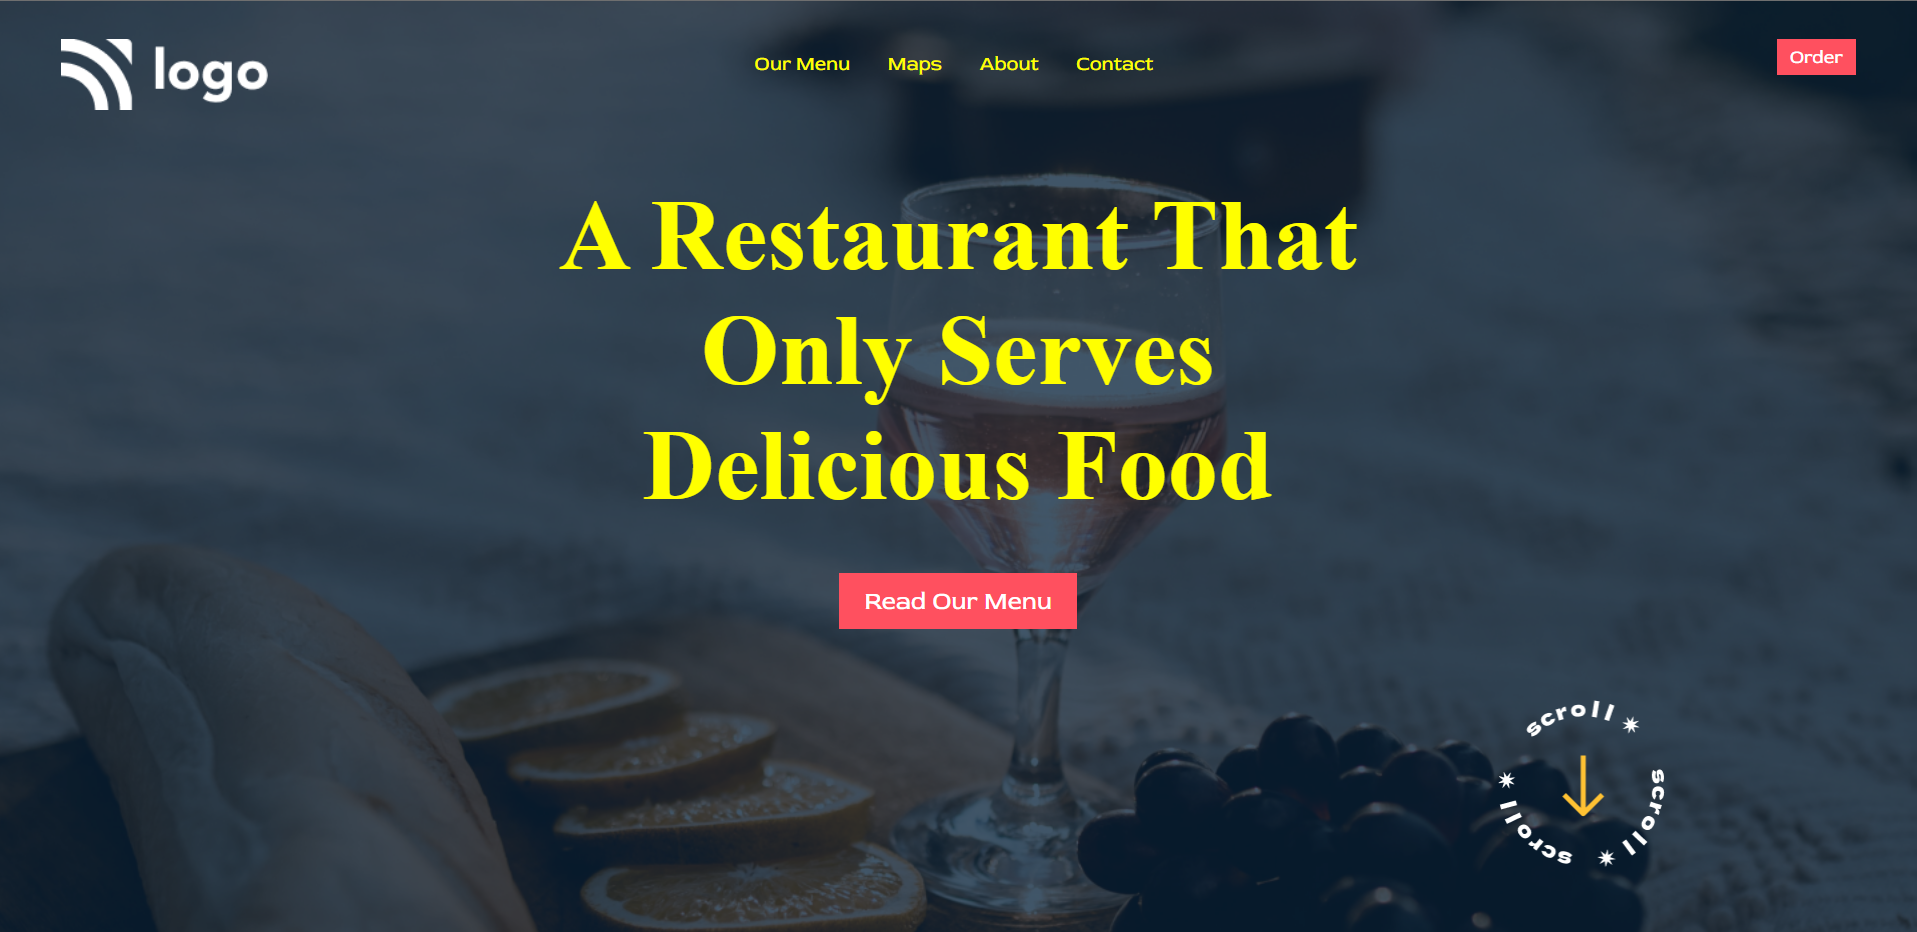 logo
Our Menu
Maps
About
Contact
Order
A Restaurant That
Only Serves
Delicious Food
Read Our Menu
scroll ✷ scroll ✷ scroll ✷